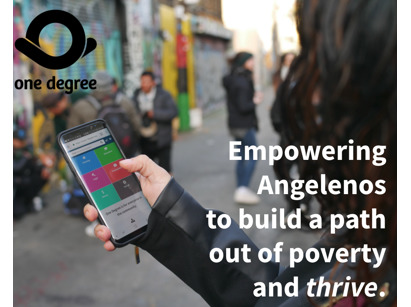 one degree
Empowering
Angelenos
to build a path
out of poverty
and thrive.